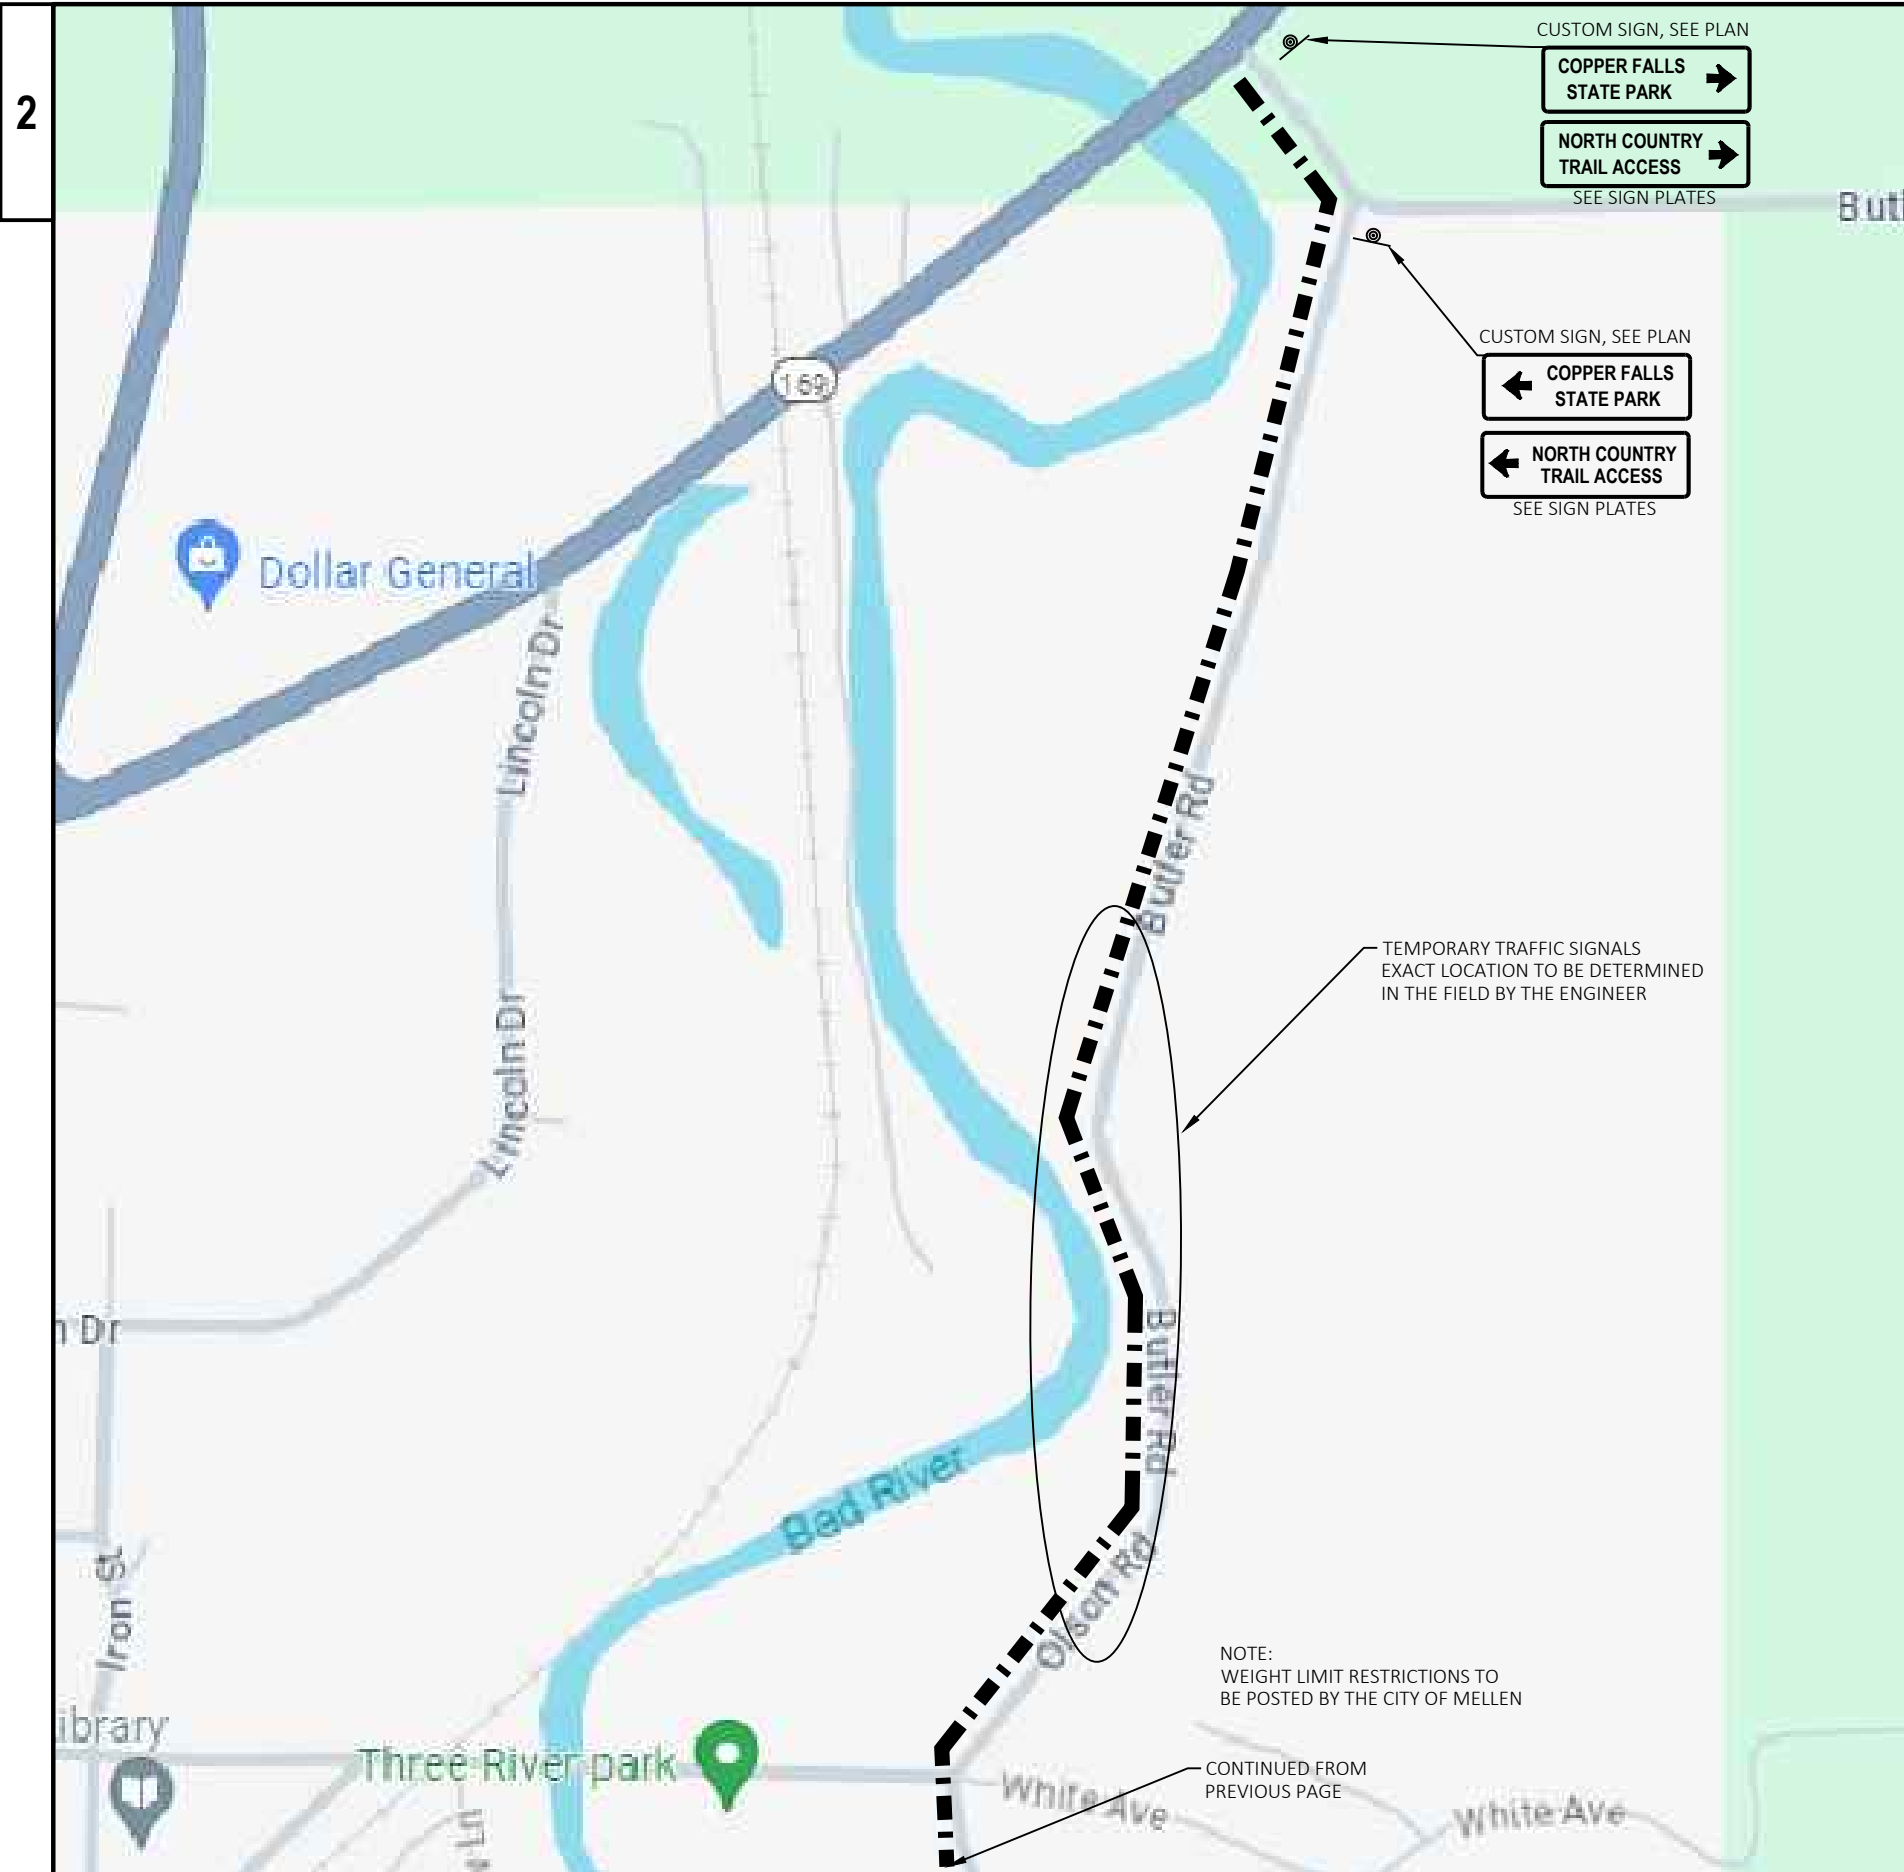 2
CUSTOM SIGN, SEE PLAN
COPPER FALLS
STATE PARK
NORTH COUNTRY
TRAIL ACCESS
SEE SIGN PLATES
CUSTOM SIGN, SEE PLAN
COPPER FALLS
STATE PARK
NORTH COUNTRY
TRAIL ACCESS
SEE SIGN PLATES
169
Dollar General
Lincoln Dr
Butler Rd
TEMPORARY TRAFFIC SIGNALS
EXACT LOCATION TO BE DETERMINED
IN THE FIELD BY THE ENGINEER
Lincoln Dr
n Dr
Butler Rd
Bad River
Olson Rd
Iron St
NOTE:
WEIGHT LIMIT RESTRICTIONS TO
BE POSTED BY THE CITY OF MELLEN
ibrary
Three River park
CONTINUED FROM
PREVIOUS PAGE
White Ave
White Ave